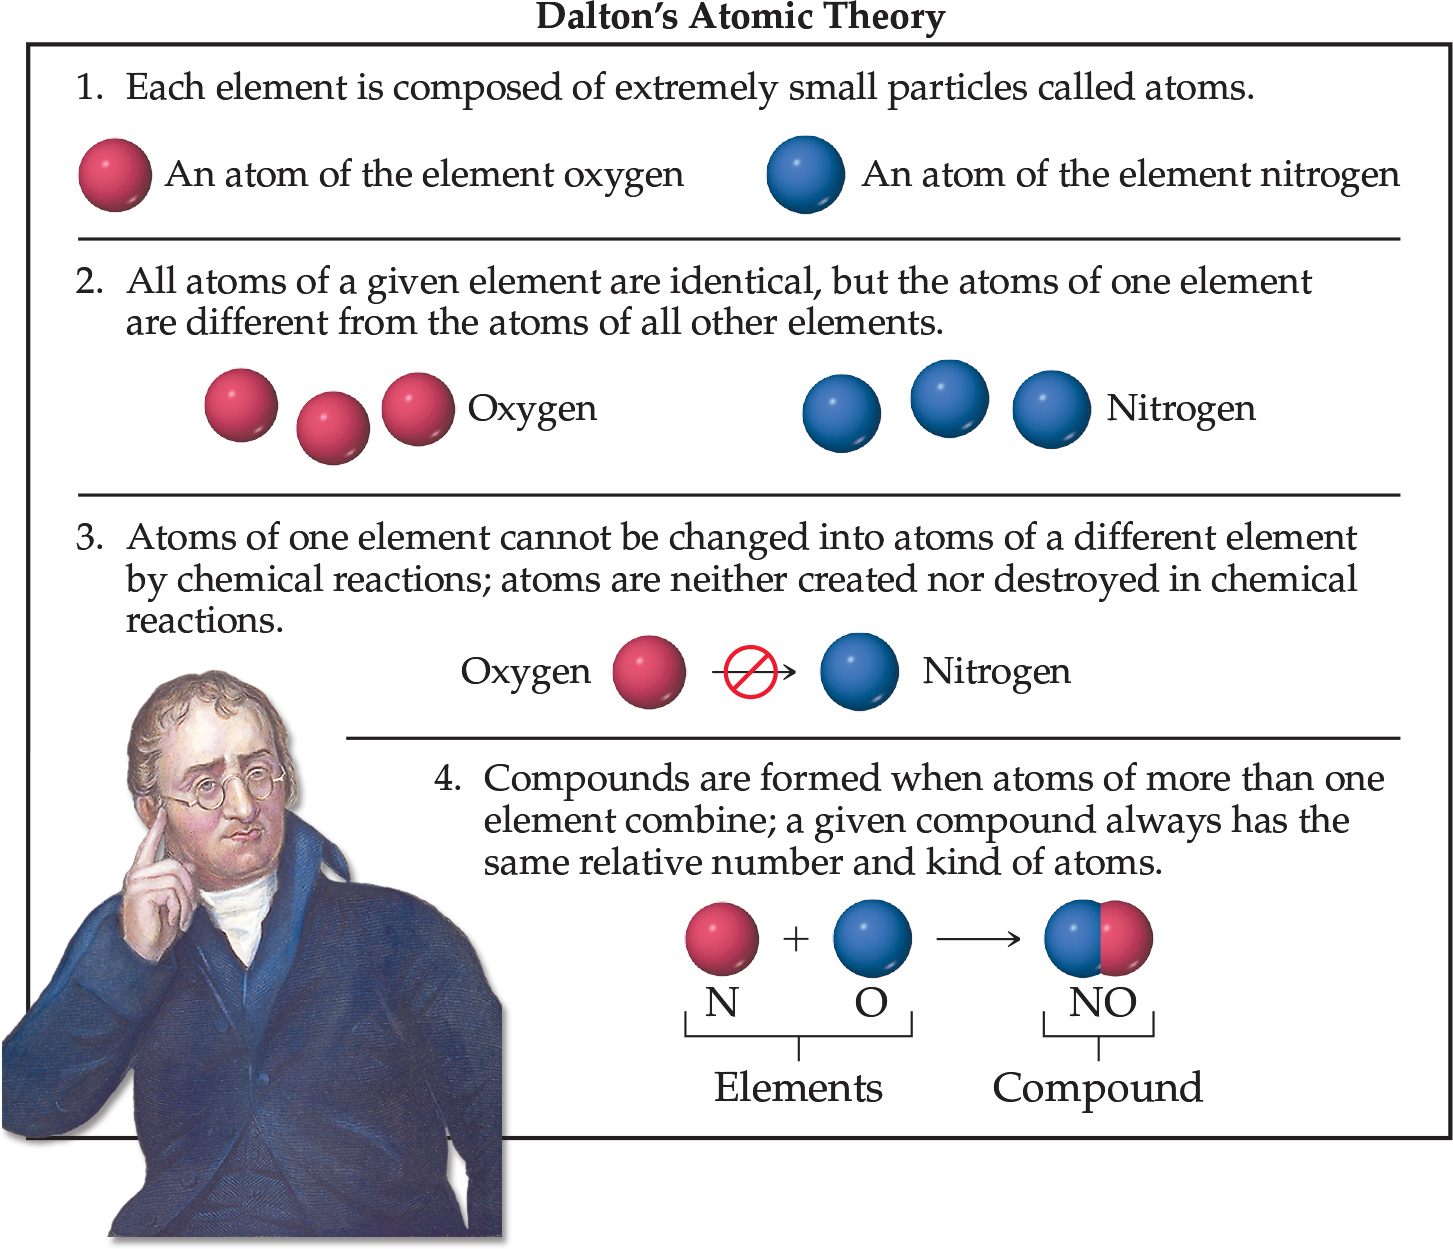 Dalton's Atomic Theory
1. Each element is composed of extremely small particles called atoms.
An atom of the element oxygen
An atom of the element nitrogen
2. All atoms of a given element are identical, but the atoms of one element
are different from the atoms of all other elements.
Oxygen
Nitrogen
3. Atoms of one element cannot be changed into atoms of a different element
by chemical reactions; atoms are neither created nor destroyed in chemical
reactions.
Oxygen
Nitrogen
4. Compounds are formed when atoms of more than one
element combine; a given compound always has the
same relative number and kind of atoms.
+
N
O
NO
Elements
Compound